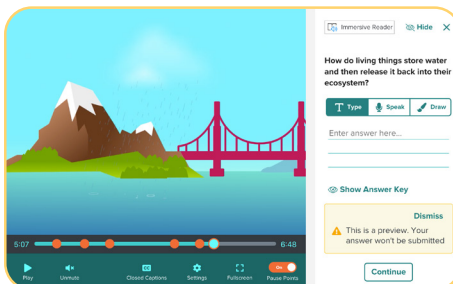 Immersive Reader
Hide
How do living things store water
and then release it back into their
ecosystem?
Type
Speak
Draw
Enter answer here...
Show Answer Key
Dismiss
This is a preview. Your
answer won't be submitted
Continue
5:07
6:48
Play
Unmute
Closed Captions
Settings
Fullscreen
On
Pause Points